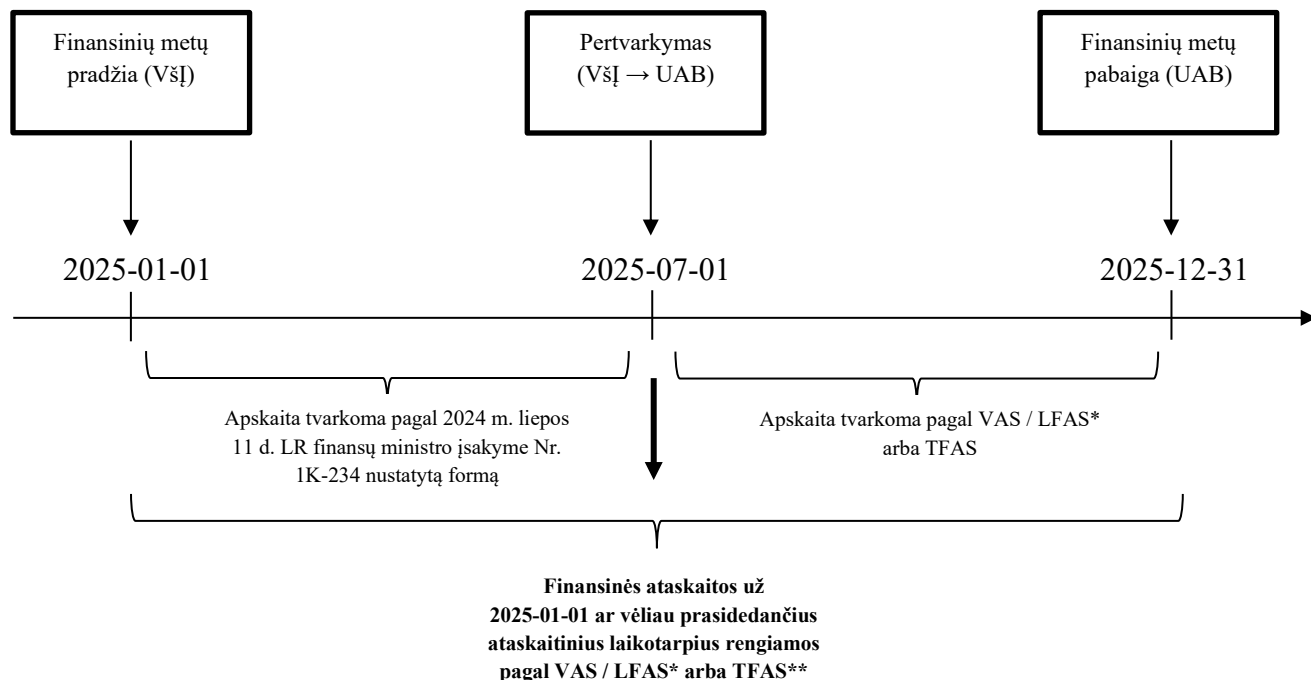 Finansinių metų
pradžia (VšĮ)
Pertvarkymas
(VšĮ → UAB)
Finansinių metų
pabaiga (UAB)
2025-01-01
2025-07-01
2025-12-31
Apskaita tvarkoma pagal 2024 m. liepos
11 d. LR finansų ministro įsakyme Nr.
1K-234 nustatytą formą
Apskaita tvarkoma pagal VAS / LFAS*
arba TFAS
Finansinės ataskaitos už
2025-01-01 ar vėliau prasidedančius
ataskaitinius laikotarpius rengiamos
pagal VAS / LFAS* arba TFAS**